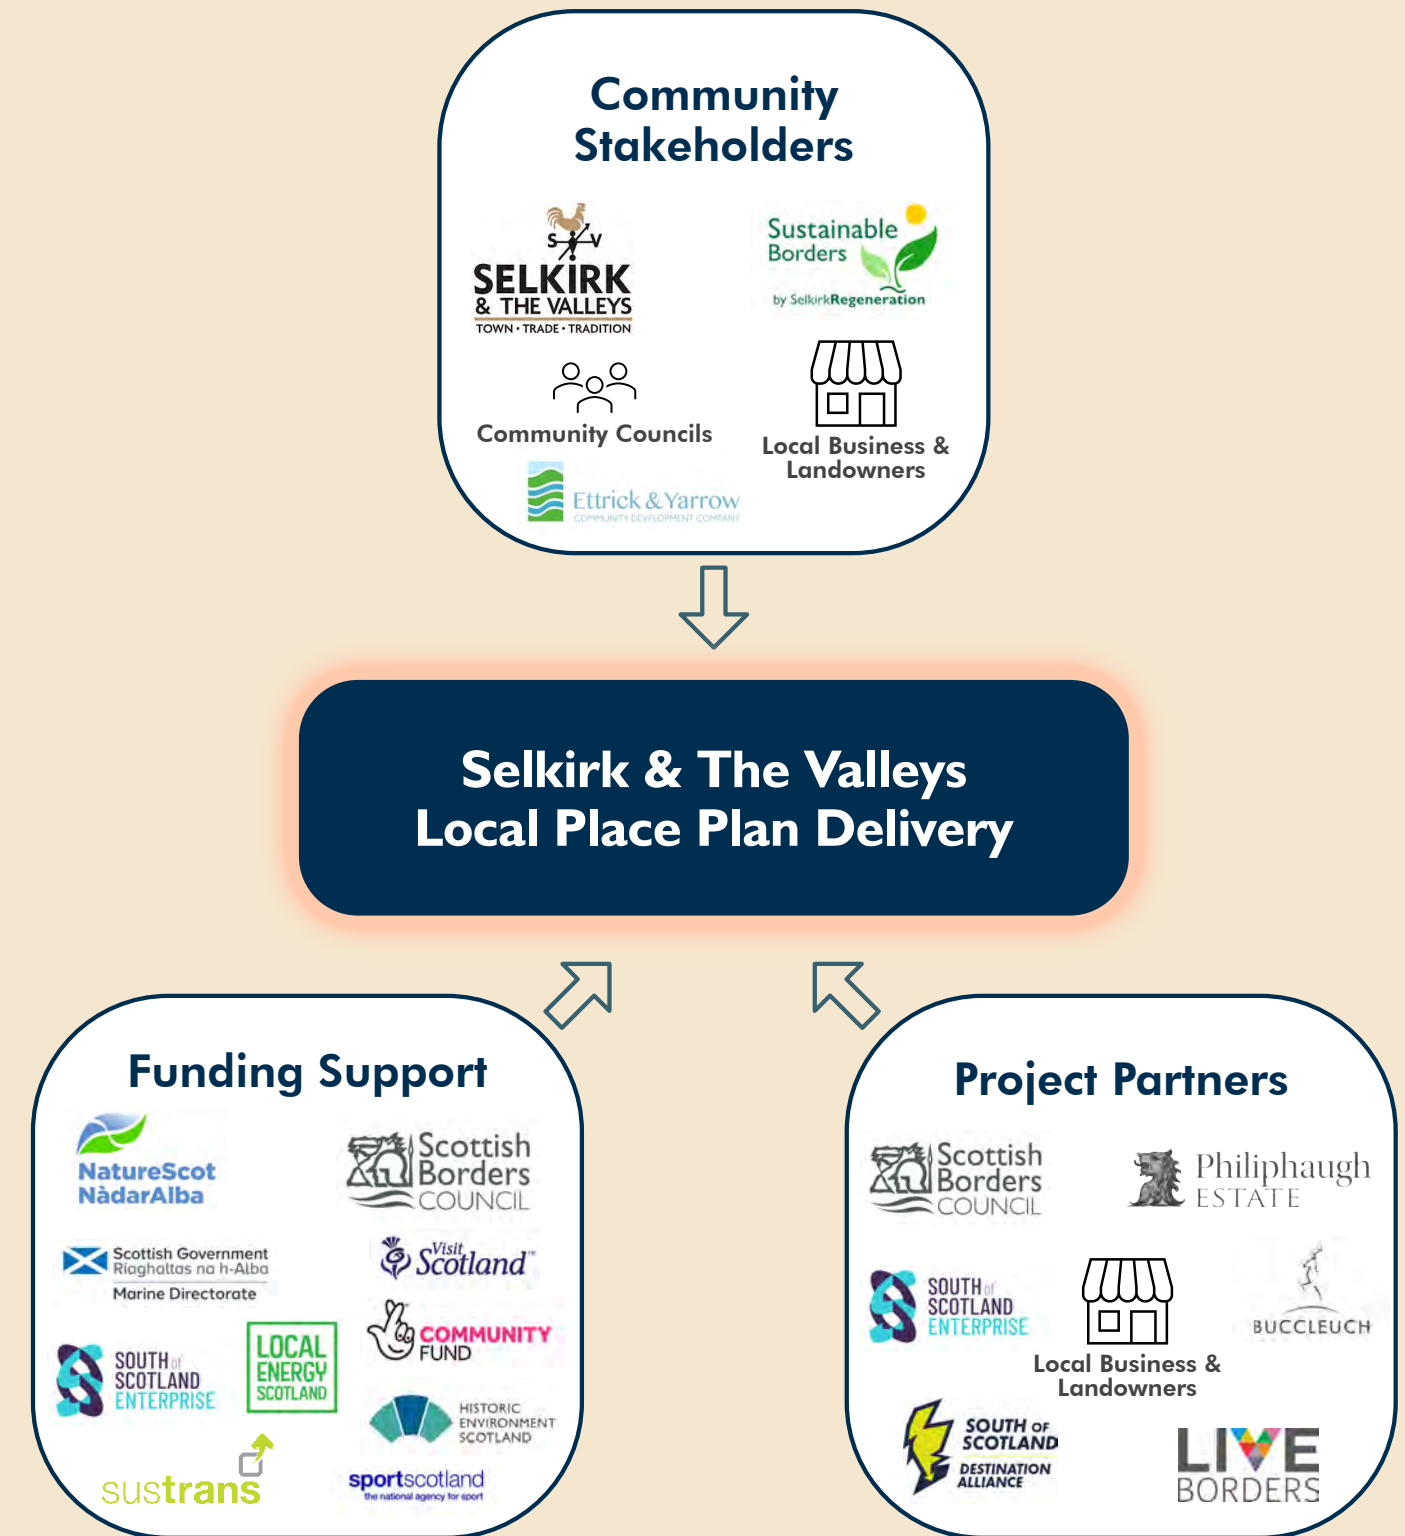 Community
Stakeholders
S V
SELKIRK
& THE VALLEYS
TOWN • TRADE • TRADITION
Sustainable
Borders
by SelkirkRegeneration
Community Councils
Local Business &
Landowners
Ettrick & Yarrow
COMMUNITY DEVELOPMENT COMPANY
Selkirk & The Valleys
Local Place Plan Delivery
Funding Support
NatureScot
NàdarAlba
Scottish
Borders
COUNCIL
Scottish Government
Riaghaltas na h-Alba
Marine Directorate
Visit
Scotland™
SOUTH of
SCOTLAND
ENTERPRISE
LOCAL
ENERGY
SCOTLAND
COMMUNITY
FUND
HISTORIC
ENVIRONMENT
SCOTLAND
sustrans
sportscotland
the national agency for sport
Project Partners
Scottish
Borders
COUNCIL
Philiphaugh
ESTATE
SOUTH of
SCOTLAND
ENTERPRISE
Local Business &
Landowners
BUCCLEUCH
SOUTH OF
SCOTLAND
DESTINATION
ALLIANCE
LIVE
BORDERS